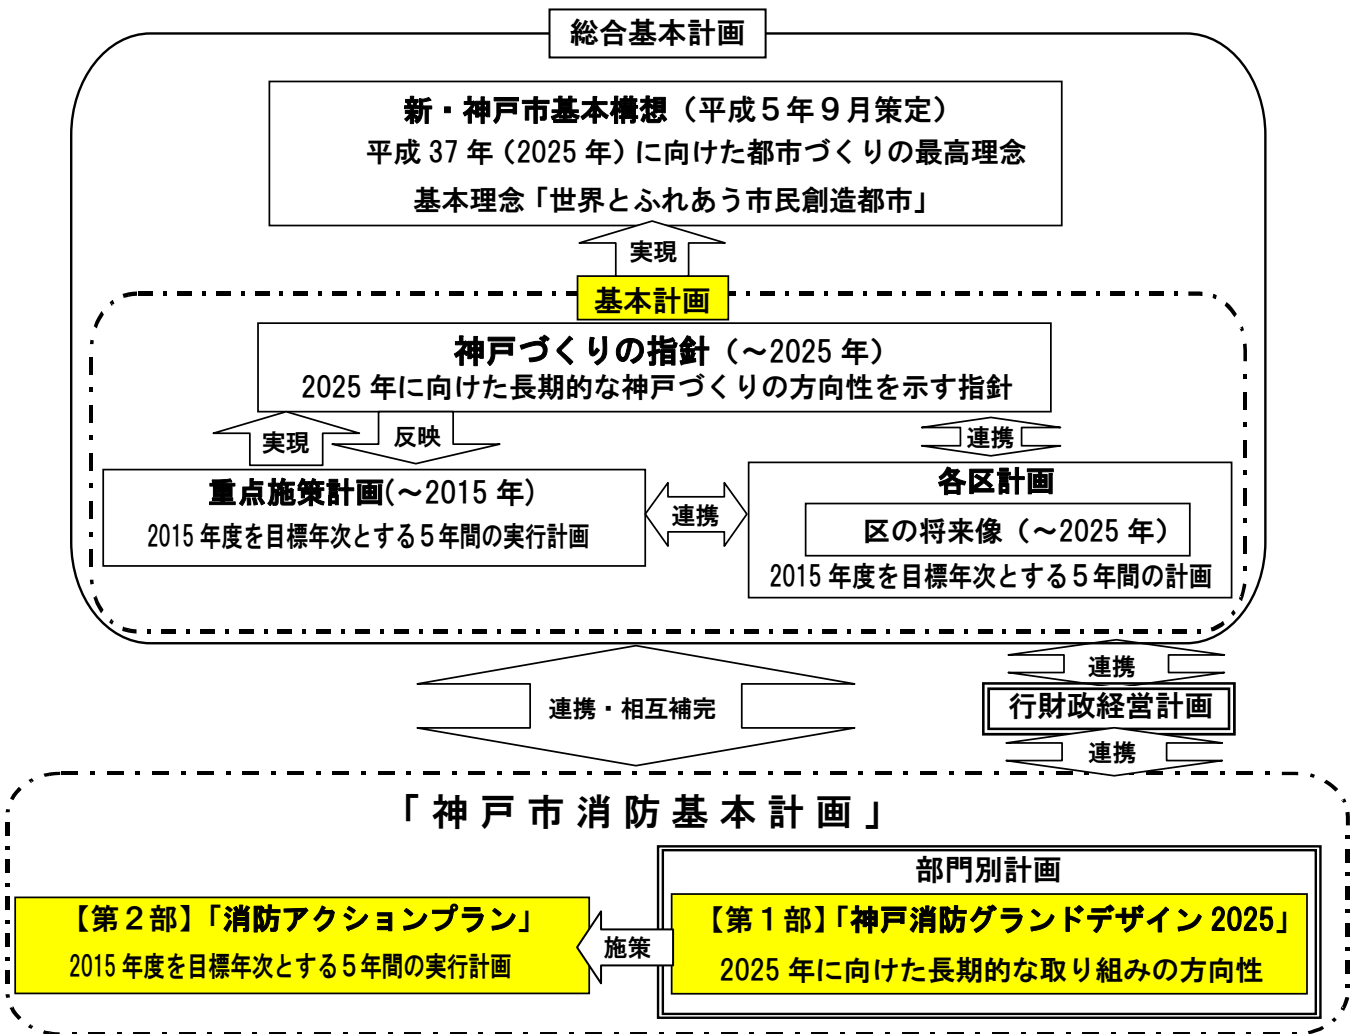 総合基本計画
新・神戸市基本構想（平成５年９月策定）
平成 37 年（2025 年）に向けた都市づくりの最高理念
基本理念「世界とふれあう市民創造都市」
実現
基本計画
神戸づくりの指針（～2025 年）
2025 年に向けた長期的な神戸づくりの方向性を示す指針
実現
反映
連携
重点施策計画(～2015 年)
2015 年度を目標年次とする５年間の実行計画
連携
各区計画
区の将来像（～2025 年）
2015 年度を目標年次とする５年間の計画
連携・相互補完
連携
行財政経営計画
連携
「神戸市消防基本計画」
部門別計画
【第２部】「消防アクションプラン」
2015 年度を目標年次とする５年間の実行計画
施策
【第１部】「神戸消防グランドデザイン 2025」
2025 年に向けた長期的な取り組みの方向性